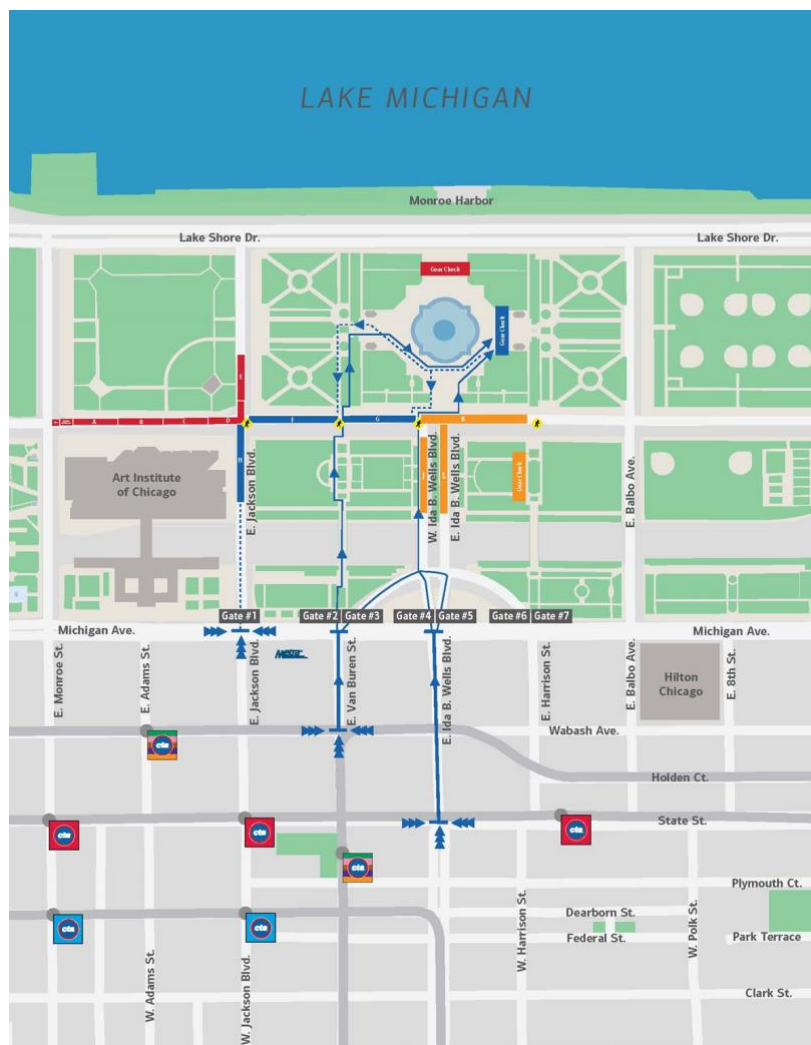 LAKE MICHIGAN
Monroe Harbor
Lake Shore Dr.
Lake Shore Dr.
Gear Check
Gear Check
E
A
B
C
D
F
G
K
H
J
L
Gear Check
Art Institute
of Chicago
E. Jackson Blvd.
W. Ida B. Wells Blvd.
E. Ida B. Wells Blvd.
E. Balbo Ave.
Gate #1
Gate #2
Gate #3
Gate #4
Gate #5
Gate #6
Gate #7
Michigan Ave.
Michigan Ave.
Metra
E. Monroe St.
E. Adams St.
E. Jackson Blvd.
E. Van Buren St.
E. Ida B. Wells Blvd.
E. Harrison St.
E. Balbo Ave.
Hilton
Chicago
E. 8th St.
Wabash Ave.
cta
Holden Ct.
State St.
cta
cta
cta
cta
Plymouth Ct.
cta
cta
Dearborn St.
Federal St.
Park Terrace
W. Adams St.
W. Jackson Blvd.
W. Harrison St.
W. Polk St.
Clark St.